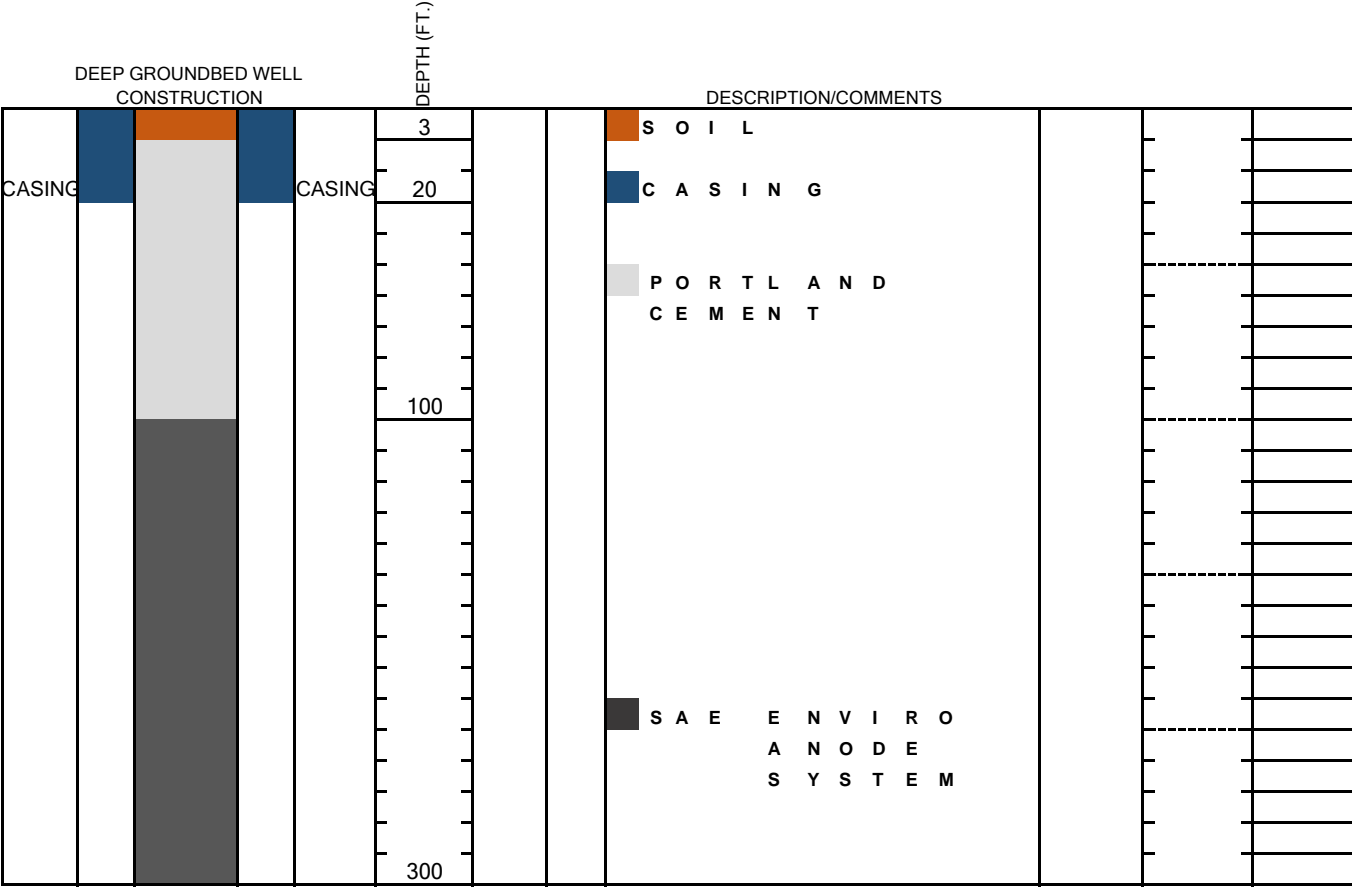 DEPTH (FT.)
DEEP GROUNDBED WELL
CONSTRUCTION
DESCRIPTION/COMMENTS
3
SOIL
CASING
CASING
20
CASING
PORTLAND
CEMENT
100
SAE ENVIRO
ANODE
SYSTEM
300